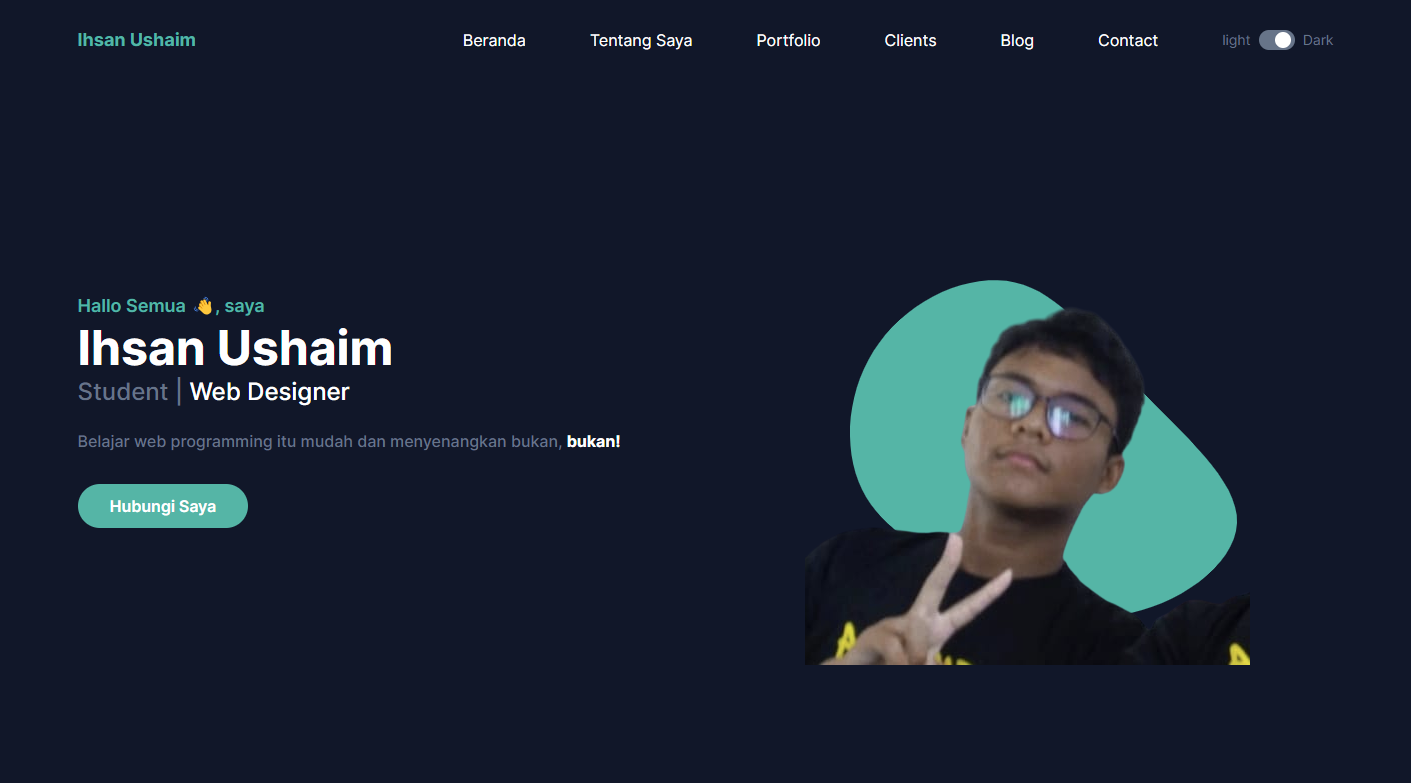 Ihsan Ushaim
Beranda Tentang Saya Portfolio Clients Blog Contact light Dark
Hallo Semua 👋, saya
Ihsan Ushaim
Student | Web Designer
Belajar web programming itu mudah dan menyenangkan bukan, bukan!
Hubungi Saya